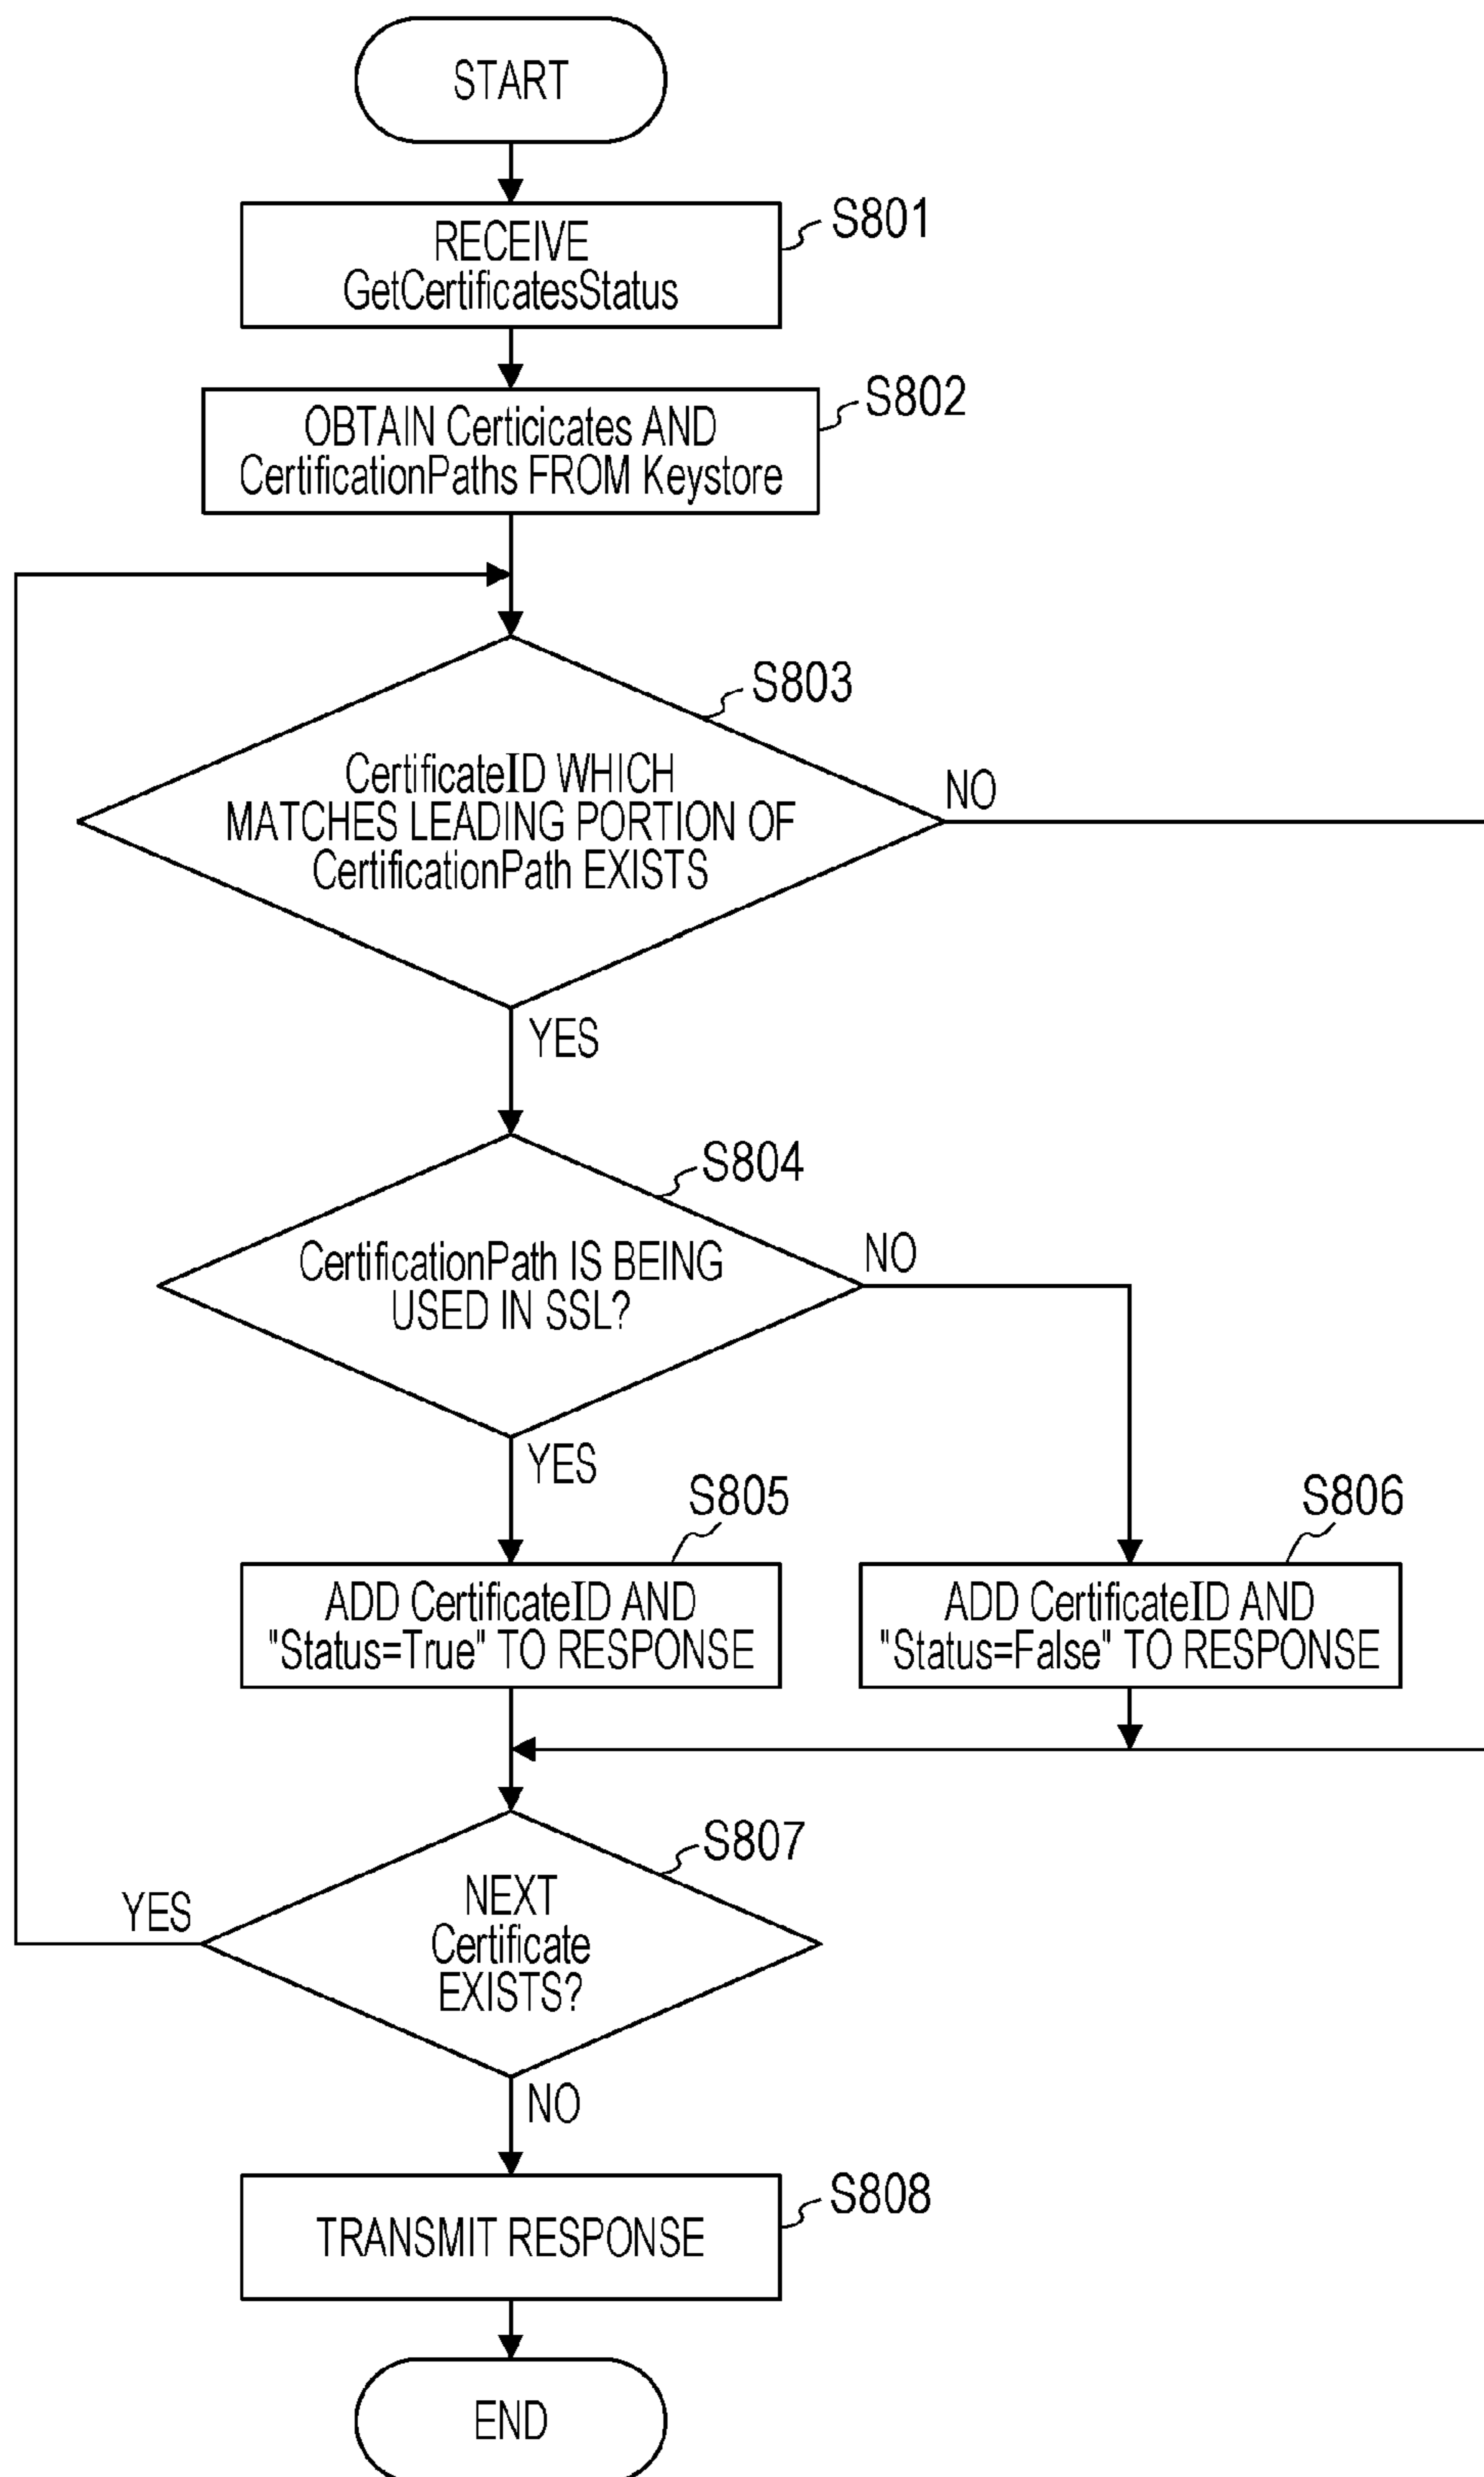 START
S801
RECEIVE
GetCertificatesStatus
S802
OBTAIN Certicicates AND
CertificationPaths FROM Keystore
S803
CertificateID WHICH
MATCHES LEADING PORTION OF
CertificationPath EXISTS
NO
YES
S804
CertificationPath IS BEING
USED IN SSL?
NO
YES
S805
ADD CertificateID AND
"Status=True" TO RESPONSE
S806
ADD CertificateID AND
"Status=False" TO RESPONSE
S807
NEXT
Certificate
EXISTS?
YES
NO
S808
TRANSMIT RESPONSE
END